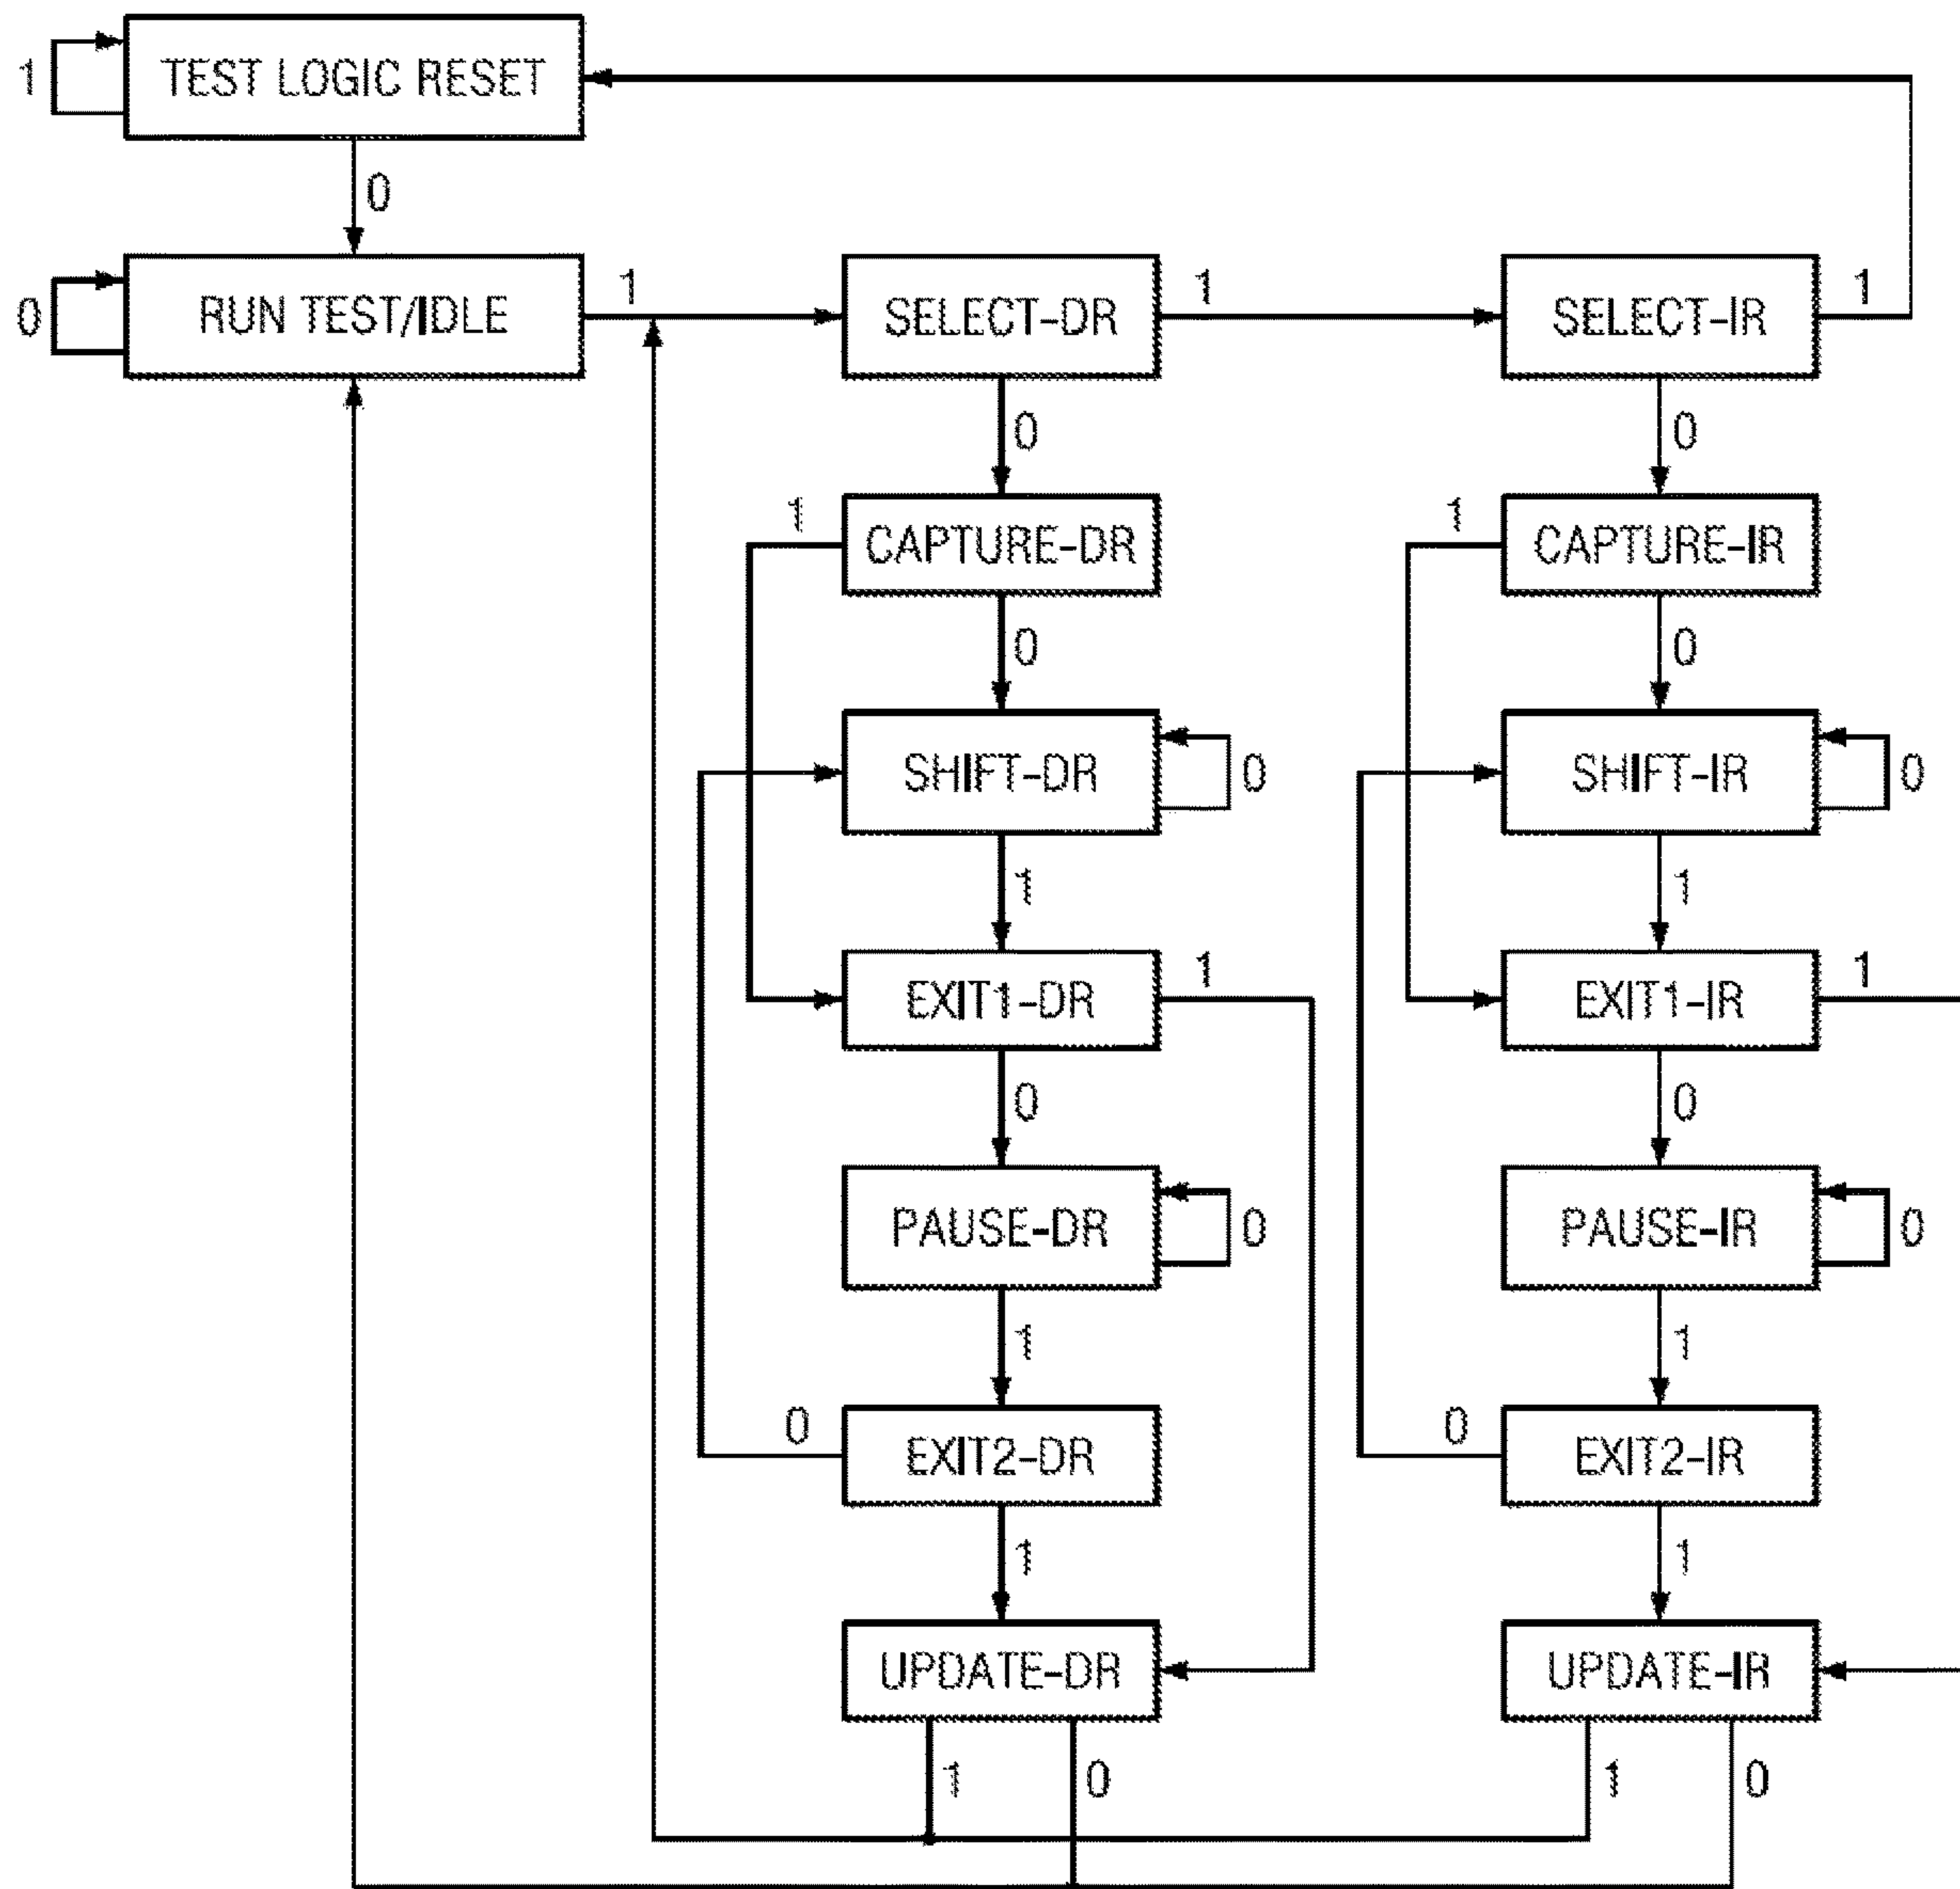 1
TEST LOGIC RESET
0
0
RUN TEST/IDLE
1
SELECT-DR
1
SELECT-IR
1
0
0
1
CAPTURE-DR
1
CAPTURE-IR
0
0
SHIFT-DR
0
SHIFT-IR
0
1
1
EXIT1-DR
1
EXIT1-IR
1
0
0
PAUSE-DR
0
PAUSE-IR
0
1
1
0
EXIT2-DR
0
EXIT2-IR
1
1
UPDATE-DR
UPDATE-IR
1
0
1
0